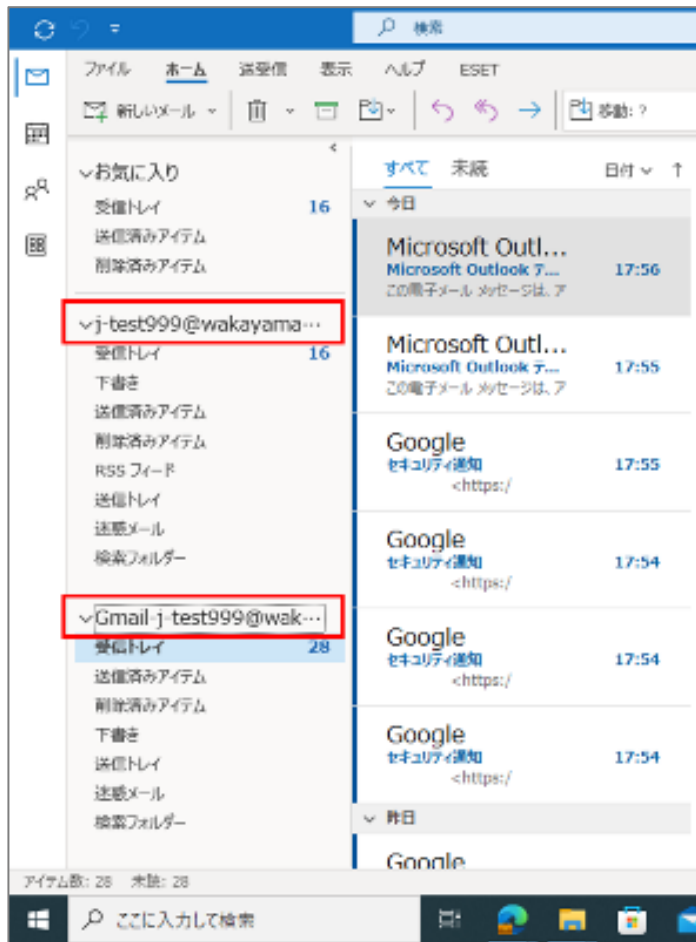 検索
ファイル ホーム 送受信 表示 ヘルプ ESET
新しいメール 移動: ?
お気に入り
受信トレイ 16
送信済みアイテム
削除済みアイテム
j-test999@wakayama…
受信トレイ 16
下書き
送信済みアイテム
削除済みアイテム
RSS フィード
送信トレイ
迷惑メール
検索フォルダー
Gmail-j-test999@wak…
受信トレイ 28
送信済みアイテム
削除済みアイテム
下書き
送信トレイ
迷惑メール
検索フォルダー
すべて 未読 日付
今日
Microsoft Outl...
Microsoft Outlook テ... 17:56
この電子メール メッセージは、ア
Microsoft Outl...
Microsoft Outlook テ... 17:55
この電子メール メッセージは、ア
Google
セキュリティ通知 17:55
<https:/
Google
セキュリティ通知 17:54
<https:/
Google
セキュリティ通知 17:54
<https:/
Google
セキュリティ通知 17:54
<https:/
昨日
Google
アイテム数: 28 未読: 28
ここに入力して検索